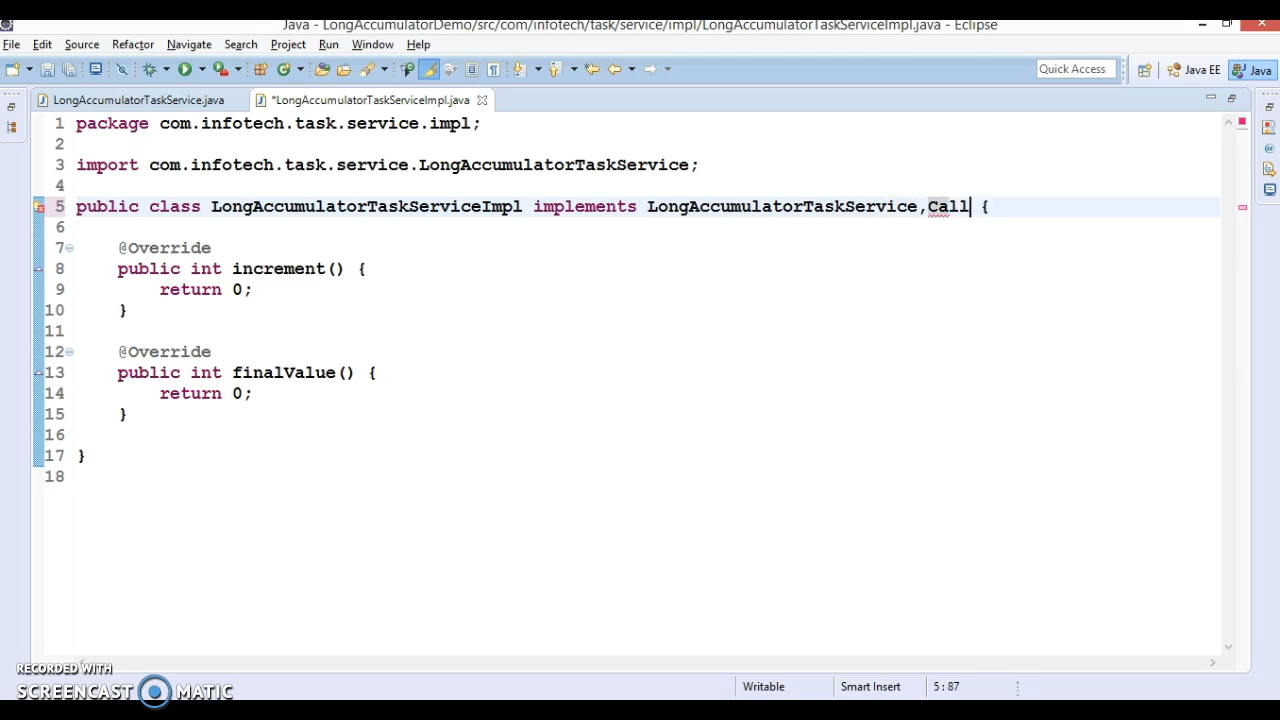 Java - LongAccumulatorDemo/src/com/infotech/task/service/impl/LongAccumulatorTaskServiceImpl.java - Eclipse
File Edit Source Refactor Navigate Search Project Run Window Help
Quick Access Java EE Java
LongAccumulatorTaskService.java *LongAccumulatorTaskServiceImpl.java
1 package com.infotech.task.service.impl;
2
3 import com.infotech.task.service.LongAccumulatorTaskService;
4
5 public class LongAccumulatorTaskServiceImpl implements LongAccumulatorTaskService,Call {
6
7 @Override
8 public int increment() {
9 return 0;
10 }
11
12 @Override
13 public int finalValue() {
14 return 0;
15 }
16
17 }
18
RECORDED WITH
SCREENCAST MATIC
Writable Smart Insert 5 : 87